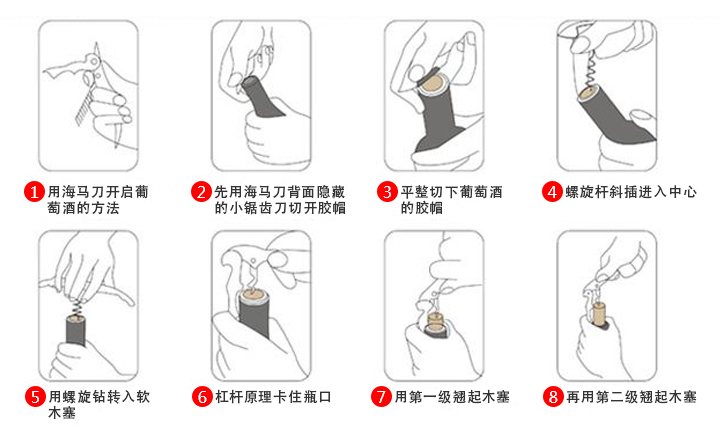 1 用海马刀开启葡
萄酒的方法
2 先用海马刀背面隐藏
的小锯齿刀切开胶帽
3 平整切下葡萄酒
的胶帽
4 螺旋杆斜插进入中心
5 用螺旋钻转入软
木塞
6 杠杆原理卡住瓶口
7 用第一级翘起木塞
8 再用第二级翘起木塞